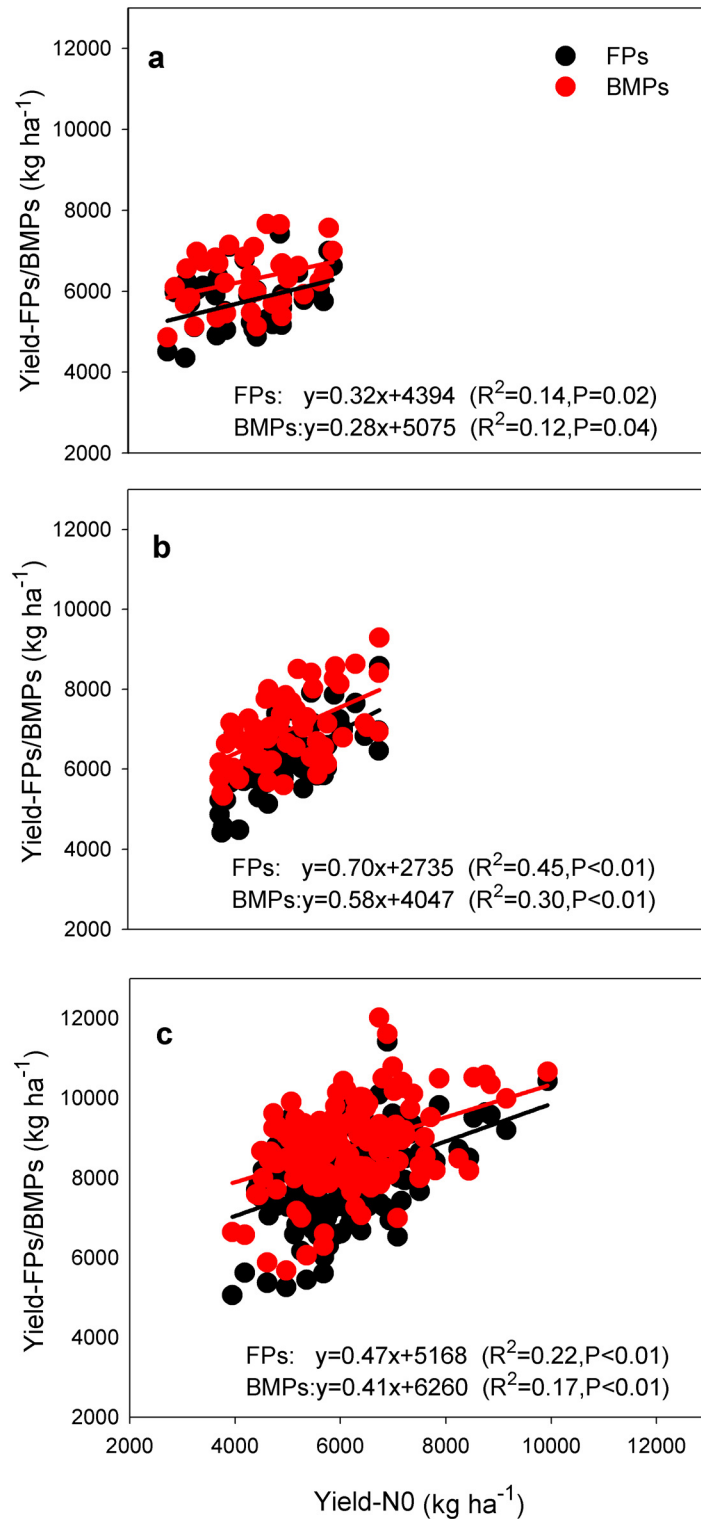 a
FPs
BMPs
Yield-FPs/BMPs (kg ha⁻¹)
12000
10000
8000
6000
4000
2000
FPs: y=0.32x+4394 (R²=0.14,P=0.02)
BMPs:y=0.28x+5075 (R²=0.12,P=0.04)
b
Yield-FPs/BMPs (kg ha⁻¹)
12000
10000
8000
6000
4000
2000
FPs: y=0.70x+2735 (R²=0.45,P<0.01)
BMPs:y=0.58x+4047 (R²=0.30,P<0.01)
c
Yield-FPs/BMPs (kg ha⁻¹)
12000
10000
8000
6000
4000
2000
FPs: y=0.47x+5168 (R²=0.22,P<0.01)
BMPs:y=0.41x+6260 (R²=0.17,P<0.01)
2000 4000 6000 8000 10000 12000
Yield-N0 (kg ha⁻¹)